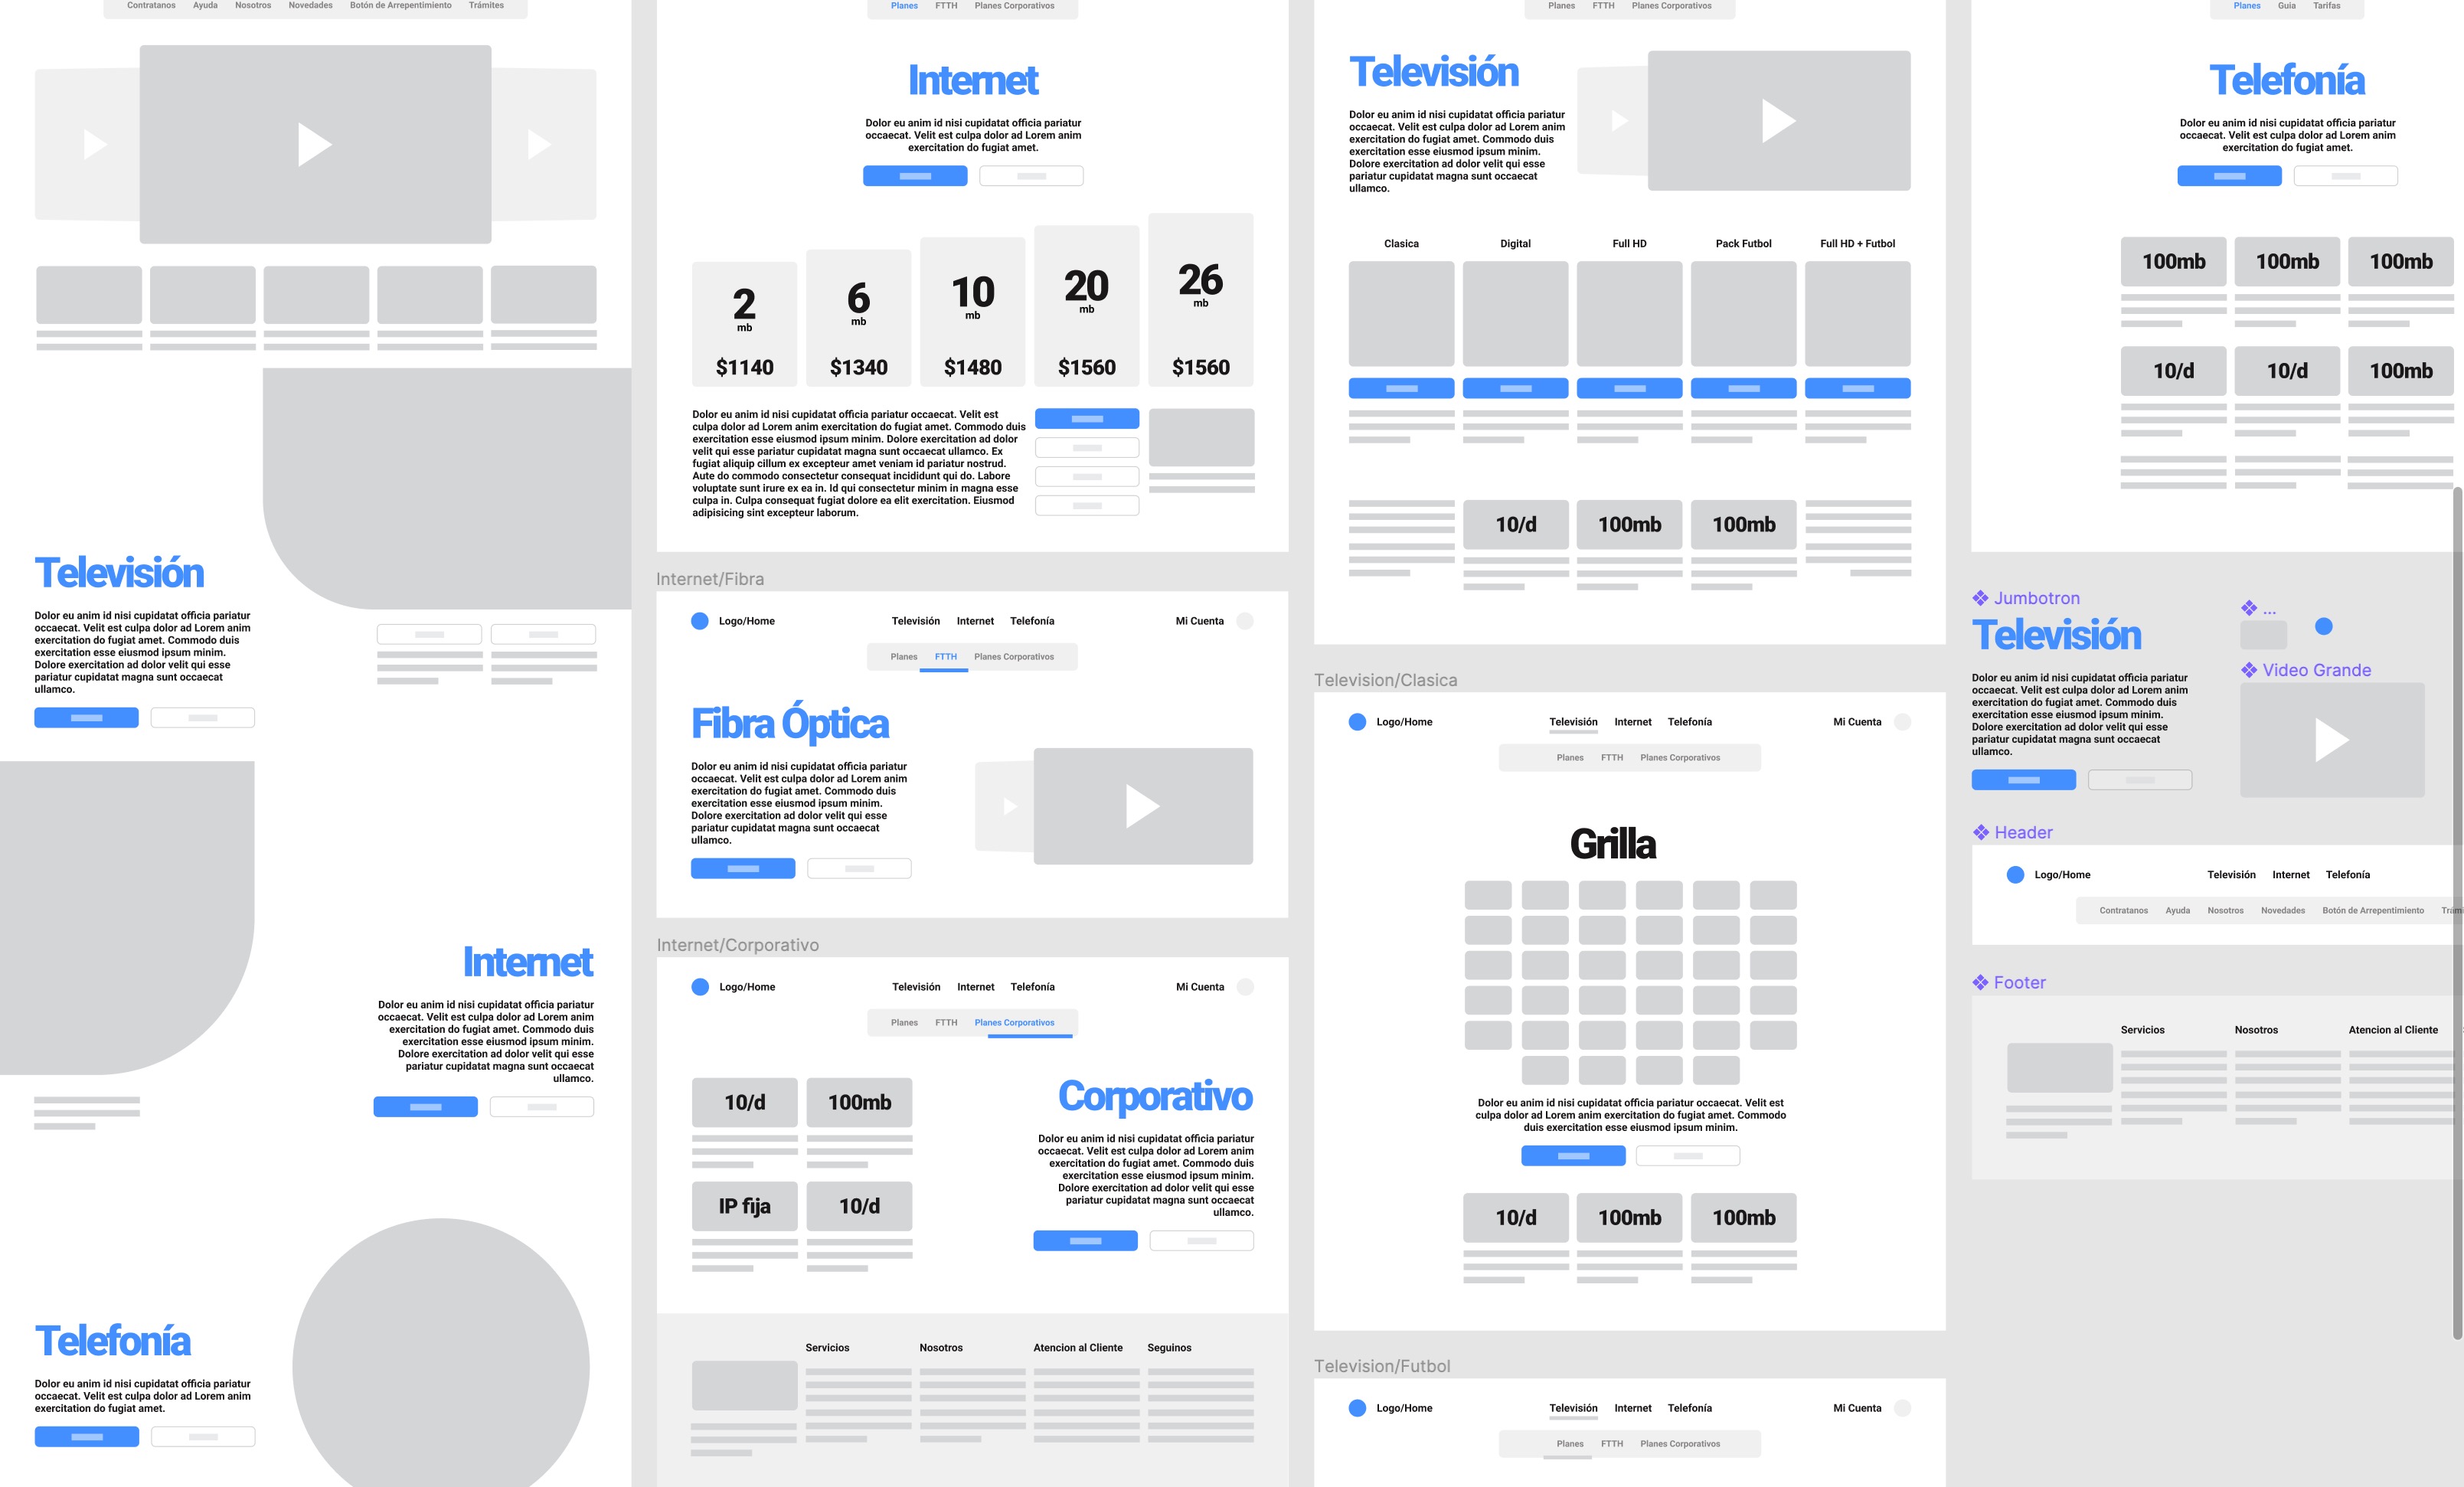 Contratanos Ayuda Nosotros Novedades Botón de Arrepentimiento Trámites
Televisión
Dolor eu anim id nisi cupidatat officia pariatur
occaecat. Velit est culpa dolor ad Lorem anim
exercitation do fugiat amet. Commodo duis
exercitation esse eiusmod ipsum minim.
Dolore exercitation ad dolor velit qui esse
pariatur cupidatat magna sunt occaecat
ullamco.
Internet
Dolor eu anim id nisi cupidatat officia pariatur
occaecat. Velit est culpa dolor ad Lorem anim
exercitation do fugiat amet. Commodo duis
exercitation esse eiusmod ipsum minim.
Dolore exercitation ad dolor velit qui esse
pariatur cupidatat magna sunt occaecat
ullamco.
Telefonía
Dolor eu anim id nisi cupidatat officia pariatur
occaecat. Velit est culpa dolor ad Lorem anim
exercitation do fugiat amet.
Planes FTTH Planes Corporativos
Internet
Dolor eu anim id nisi cupidatat officia pariatur
occaecat. Velit est culpa dolor ad Lorem anim
exercitation do fugiat amet.
2 6 10 20 26
mb mb mb mb mb
$1140 $1340 $1480 $1560 $1560
Dolor eu anim id nisi cupidatat officia pariatur occaecat. Velit est
culpa dolor ad Lorem anim exercitation do fugiat amet. Commodo duis
exercitation esse eiusmod ipsum minim. Dolore exercitation ad dolor
velit qui esse pariatur cupidatat magna sunt occaecat ullamco. Ex
fugiat aliquip cillum ex excepteur amet veniam id pariatur nostrud.
Aute do commodo consectetur consequat incididunt qui do. Labore
voluptate sunt irure ex ea in. Id qui consectetur minim in magna esse
culpa in. Culpa consequat fugiat dolore ea elit exercitation. Eiusmod
adipisicing sint excepteur laborum.
Internet/Fibra
Logo/Home Televisión Internet Telefonía Mi Cuenta
Planes FTTH Planes Corporativos
Fibra Óptica
Dolor eu anim id nisi cupidatat officia pariatur
occaecat. Velit est culpa dolor ad Lorem anim
exercitation do fugiat amet. Commodo duis
exercitation esse eiusmod ipsum minim.
Dolore exercitation ad dolor velit qui esse
pariatur cupidatat magna sunt occaecat
ullamco.
Internet/Corporativo
Logo/Home Televisión Internet Telefonía Mi Cuenta
Planes FTTH Planes Corporativos
10/d 100mb
IP fija 10/d
Corporativo
Dolor eu anim id nisi cupidatat officia pariatur
occaecat. Velit est culpa dolor ad Lorem anim
exercitation do fugiat amet. Commodo duis
exercitation esse eiusmod ipsum minim.
Dolore exercitation ad dolor velit qui esse
pariatur cupidatat magna sunt occaecat
ullamco.
Servicios Nosotros Atencion al Cliente Seguinos
Planes FTTH Planes Corporativos
Televisión
Dolor eu anim id nisi cupidatat officia pariatur
occaecat. Velit est culpa dolor ad Lorem anim
exercitation do fugiat amet. Commodo duis
exercitation esse eiusmod ipsum minim.
Dolore exercitation ad dolor velit qui esse
pariatur cupidatat magna sunt occaecat
ullamco.
Clasica Digital Full HD Pack Futbol Full HD + Futbol
10/d 100mb 100mb
Television/Clasica
Logo/Home Televisión Internet Telefonía Mi Cuenta
Planes FTTH Planes Corporativos
Grilla
Dolor eu anim id nisi cupidatat officia pariatur occaecat. Velit est
culpa dolor ad Lorem anim exercitation do fugiat amet. Commodo
duis exercitation esse eiusmod ipsum minim.
10/d 100mb 100mb
Television/Futbol
Logo/Home Televisión Internet Telefonía Mi Cuenta
Planes FTTH Planes Corporativos
Planes Guia Tarifas
Telefonía
Dolor eu anim id nisi cupidatat officia pariatur
occaecat. Velit est culpa dolor ad Lorem anim
exercitation do fugiat amet.
100mb 100mb 100mb
10/d 10/d 100mb
Jumbotron
Televisión
Dolor eu anim id nisi cupidatat officia pariatur
occaecat. Velit est culpa dolor ad Lorem anim
exercitation do fugiat amet. Commodo duis
exercitation esse eiusmod ipsum minim.
Dolore exercitation ad dolor velit qui esse
pariatur cupidatat magna sunt occaecat
ullamco.
...
Video Grande
Header
Logo/Home Televisión Internet Telefonía
Contratanos Ayuda Nosotros Novedades Botón de Arrepentimiento
Footer
Servicios Nosotros Atencion al Cliente